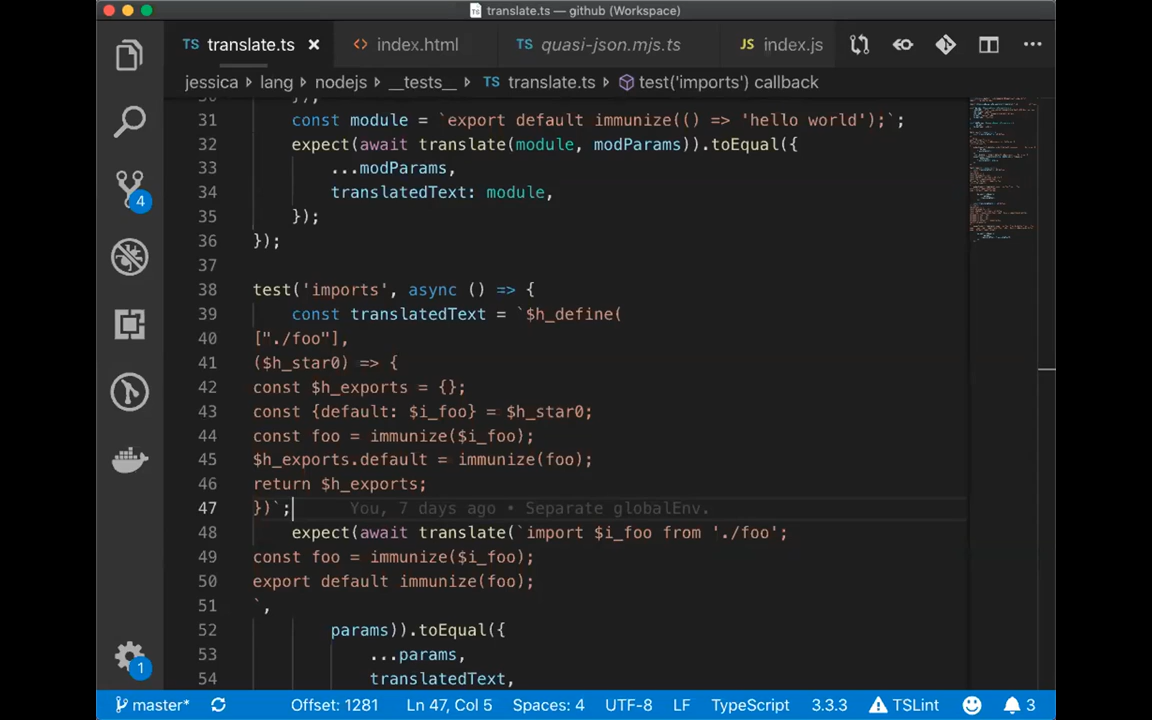 translate.ts — github (Workspace)
TS translate.ts × <> index.html TS quasi-json.mjs.ts JS index.js
jessica > lang > nodejs > __tests__ > TS translate.ts > test('imports') callback
31 const module = `export default immunize(() => 'hello world');`;
32 expect(await translate(module, modParams)).toEqual({
33 ...modParams,
34 translatedText: module,
35 });
36 });
37
38 test('imports', async () => {
39 const translatedText = `$h_define(
40 ["./foo"],
41 ($h_star0) => {
42 const $h_exports = {};
43 const {default: $i_foo} = $h_star0;
44 const foo = immunize($i_foo);
45 $h_exports.default = immunize(foo);
46 return $h_exports;
47 })`; You, 7 days ago • Separate globalEnv.
48 expect(await translate(`import $i_foo from './foo';
49 const foo = immunize($i_foo);
50 export default immunize(foo);
51 `,
52 params)).toEqual({
53 ...params,
54 translatedText,
4
1
master* Offset: 1281 Ln 47, Col 5 Spaces: 4 UTF-8 LF TypeScript 3.3.3 TSLint 3